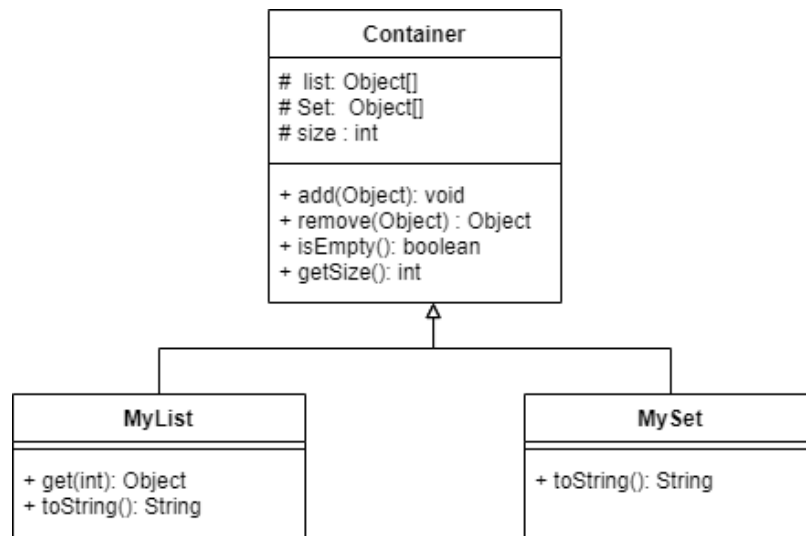 Container
# list: Object[]
# Set: Object[]
# size : int
+ add(Object): void
+ remove(Object) : Object
+ isEmpty(): boolean
+ getSize(): int
MyList
+ get(int): Object
+ toString(): String
MySet
+ toString(): String